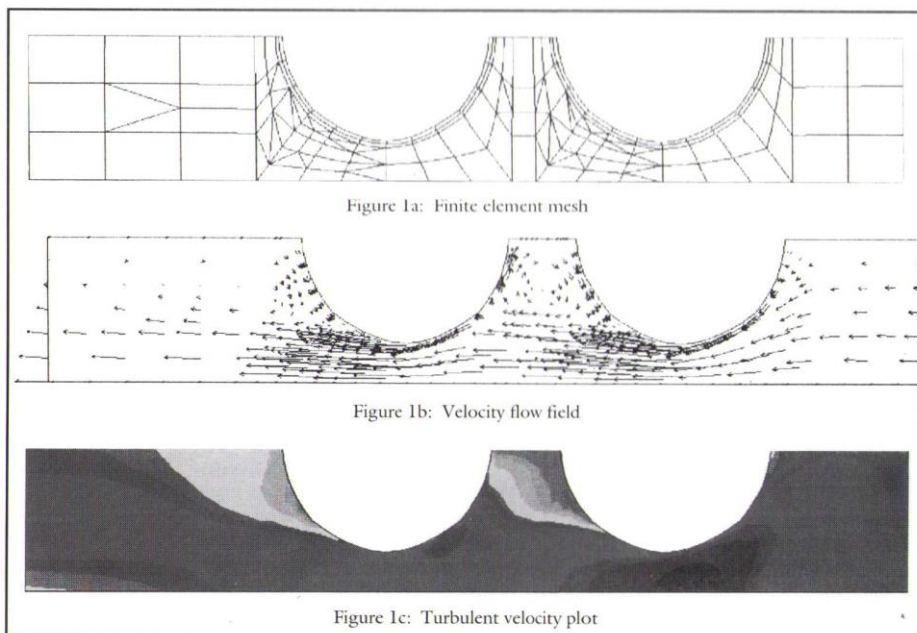 Figure 1a: Finite element mesh
Figure 1b: Velocity flow field
Figure 1c: Turbulent velocity plot